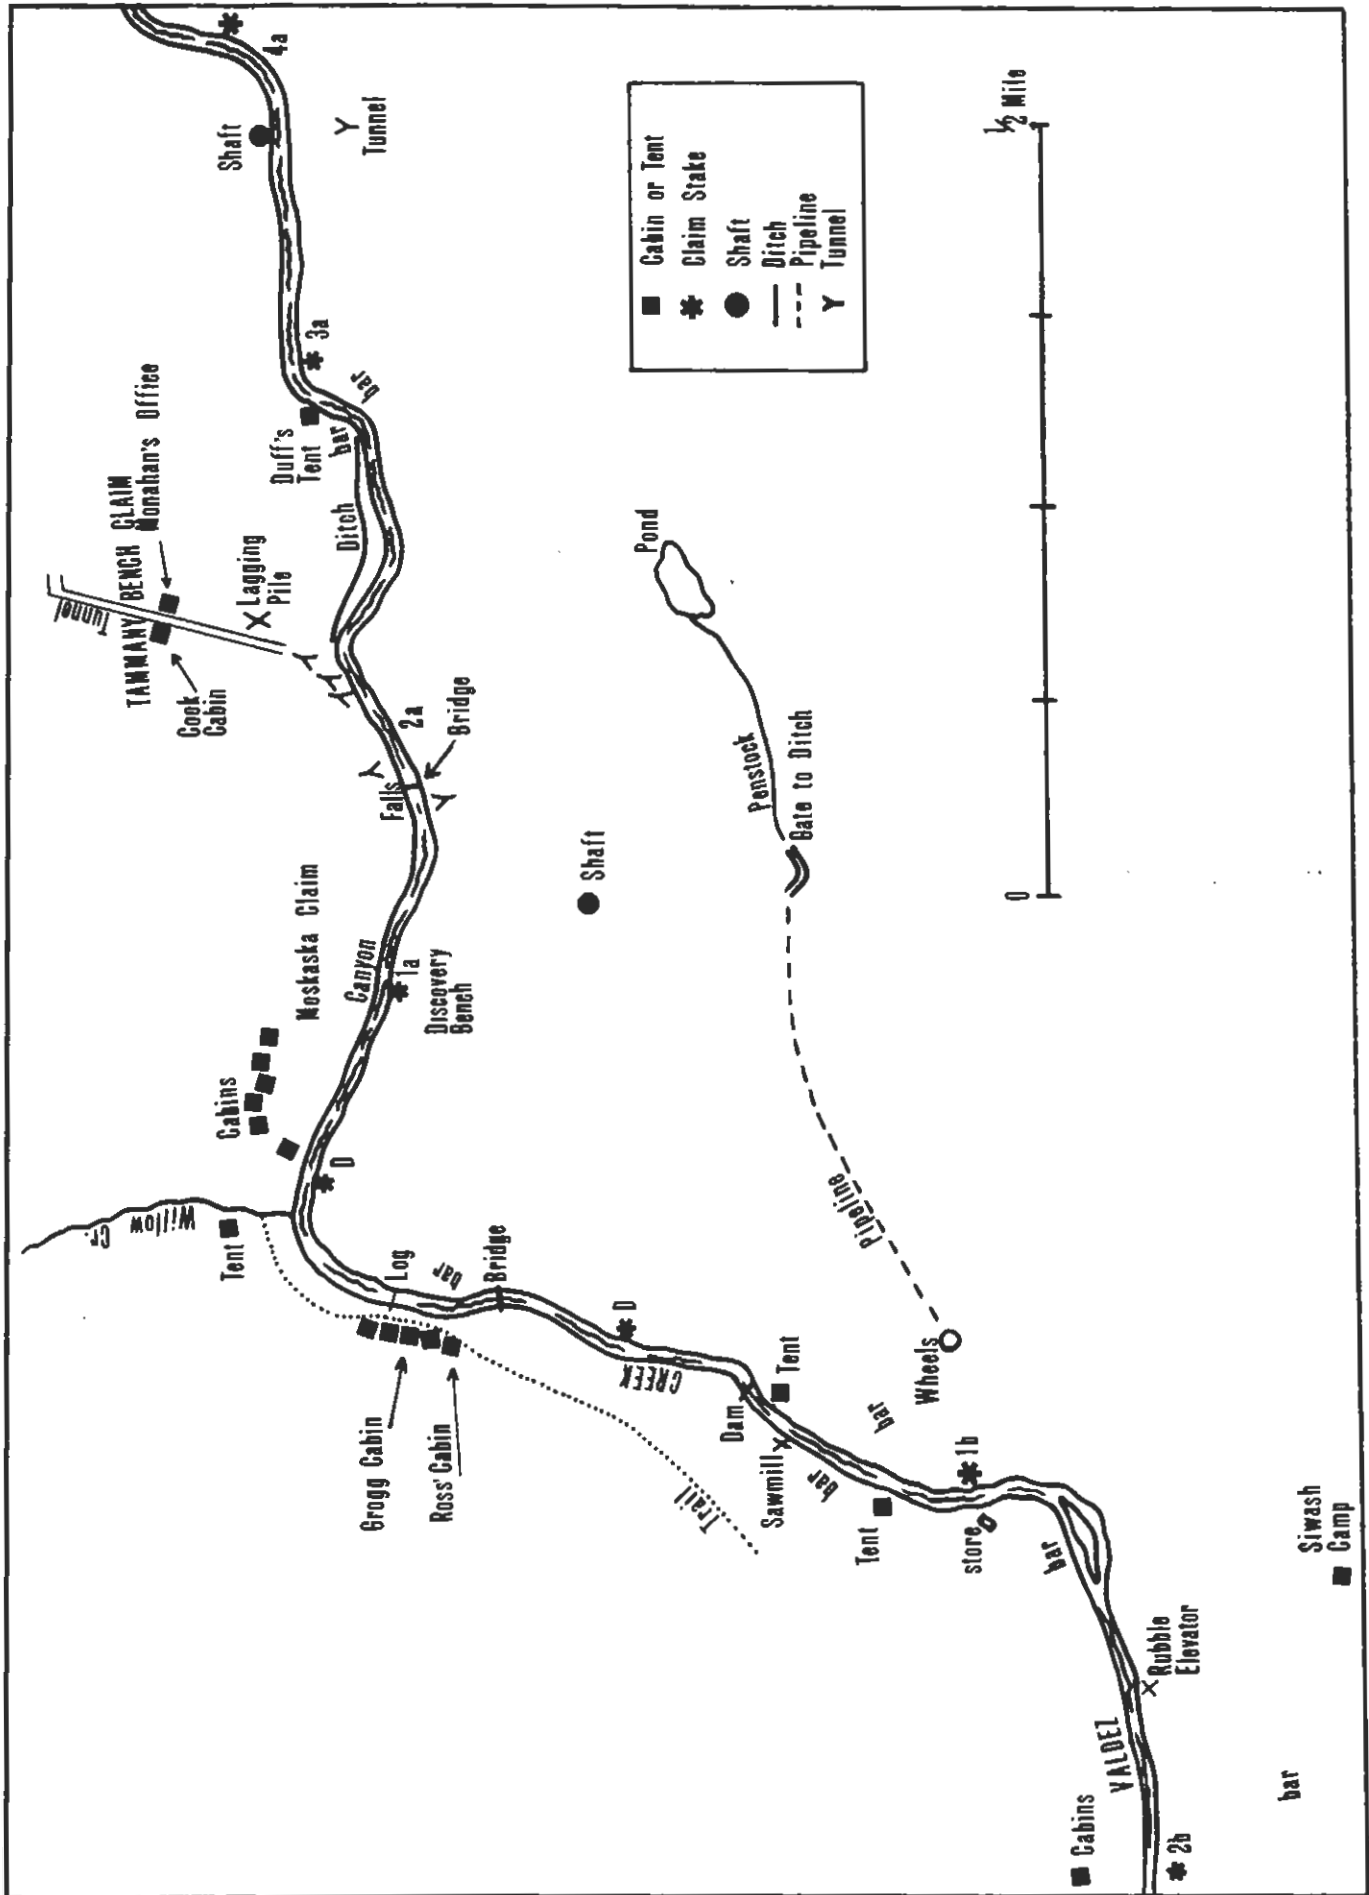 Cabins
2b
VALDEZ
bar
Rubble
Elevator
Siwash
Camp
bar
store
1b
Tent
bar
bar
Sawmill
Dam
Tent
Wheels
Trail
CREEK
D
Grogg Cabin
Ross' Cabin
Log
bar
Bridge
Pipeline
Tent
Willow
Cr.
D
Cabins
Moskaska Claim
Canyon
1a
Discovery
Bench
Shaft
Falls
Bridge
2a
Penstock
Gate to Ditch
Pond
Cook
Cabin
Tunnel
TAMMANY BENCH CLAIM
Monahan's Office
Lagging
Pile
Ditch
Duff's
Tent
bar
bar
3a
Shaft
Tunnel
4a
Cabin or Tent
Claim Stake
Shaft
Ditch
Pipeline
Tunnel
0
½ Mile